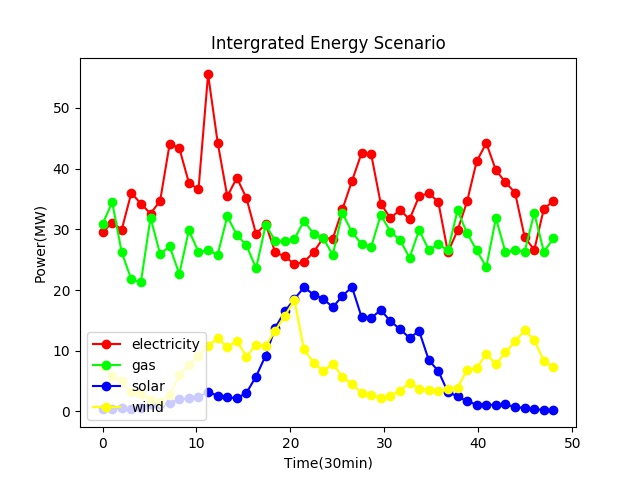 Intergrated Energy Scenario
Power(MW)
50
40
30
20
10
0
electricity
gas
solar
wind
0 10 20 30 40 50
Time(30min)